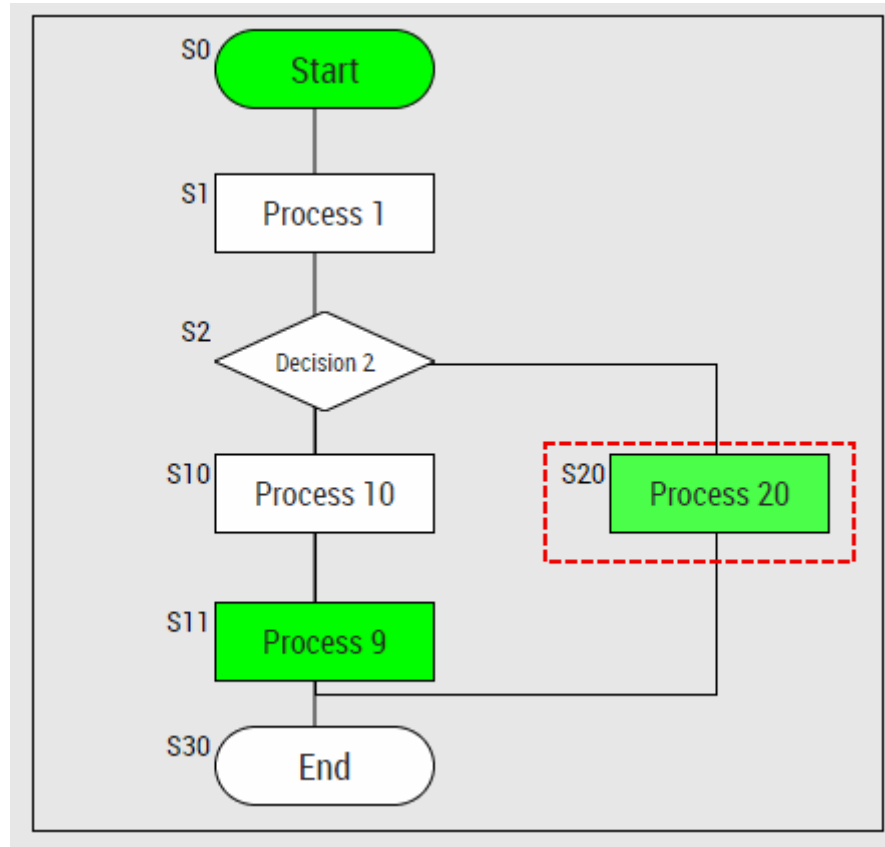 S0
Start
S1
Process 1
S2
Decision 2
S10
Process 10
S20
Process 20
S11
Process 9
S30
End